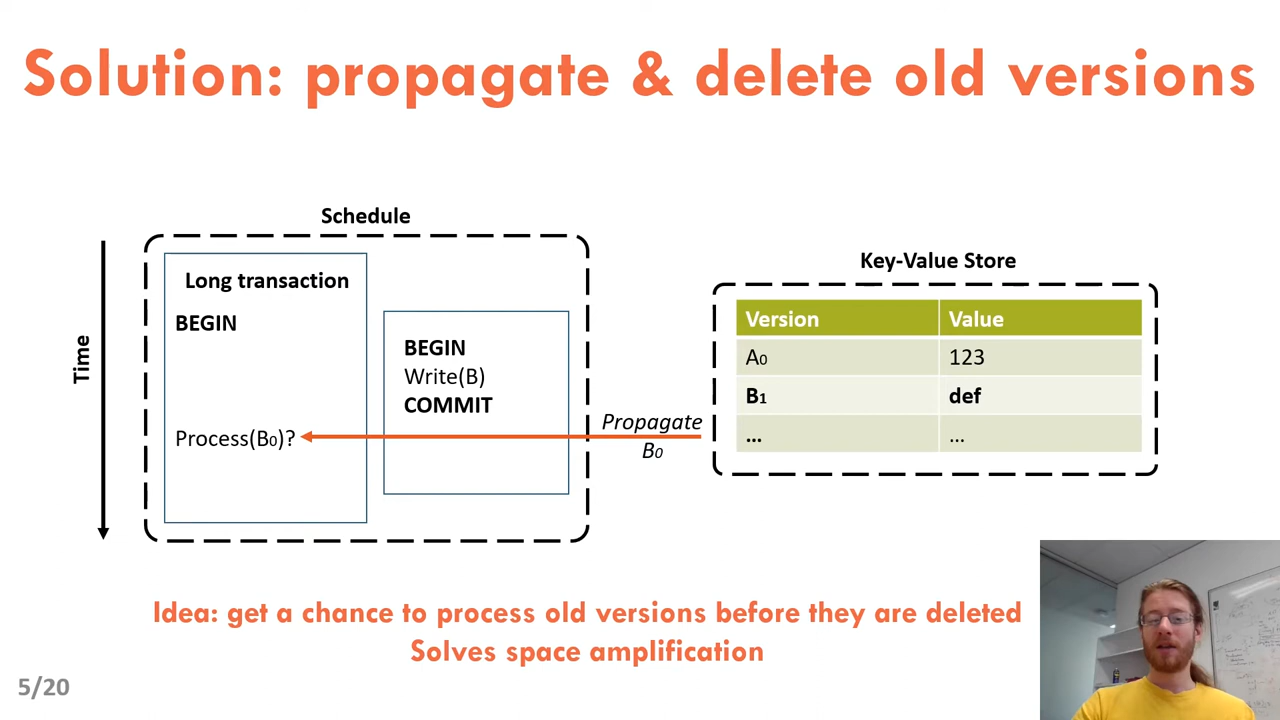 Solution: propagate & delete old versions
Schedule
Time
Long transaction
BEGIN
Process(B₀)?
BEGIN
Write(B)
COMMIT
Propagate
B₀
Key-Value Store
Version Value
A₀ 123
B₁ def
... ...
Idea: get a chance to process old versions before they are deleted
Solves space amplification
5/20